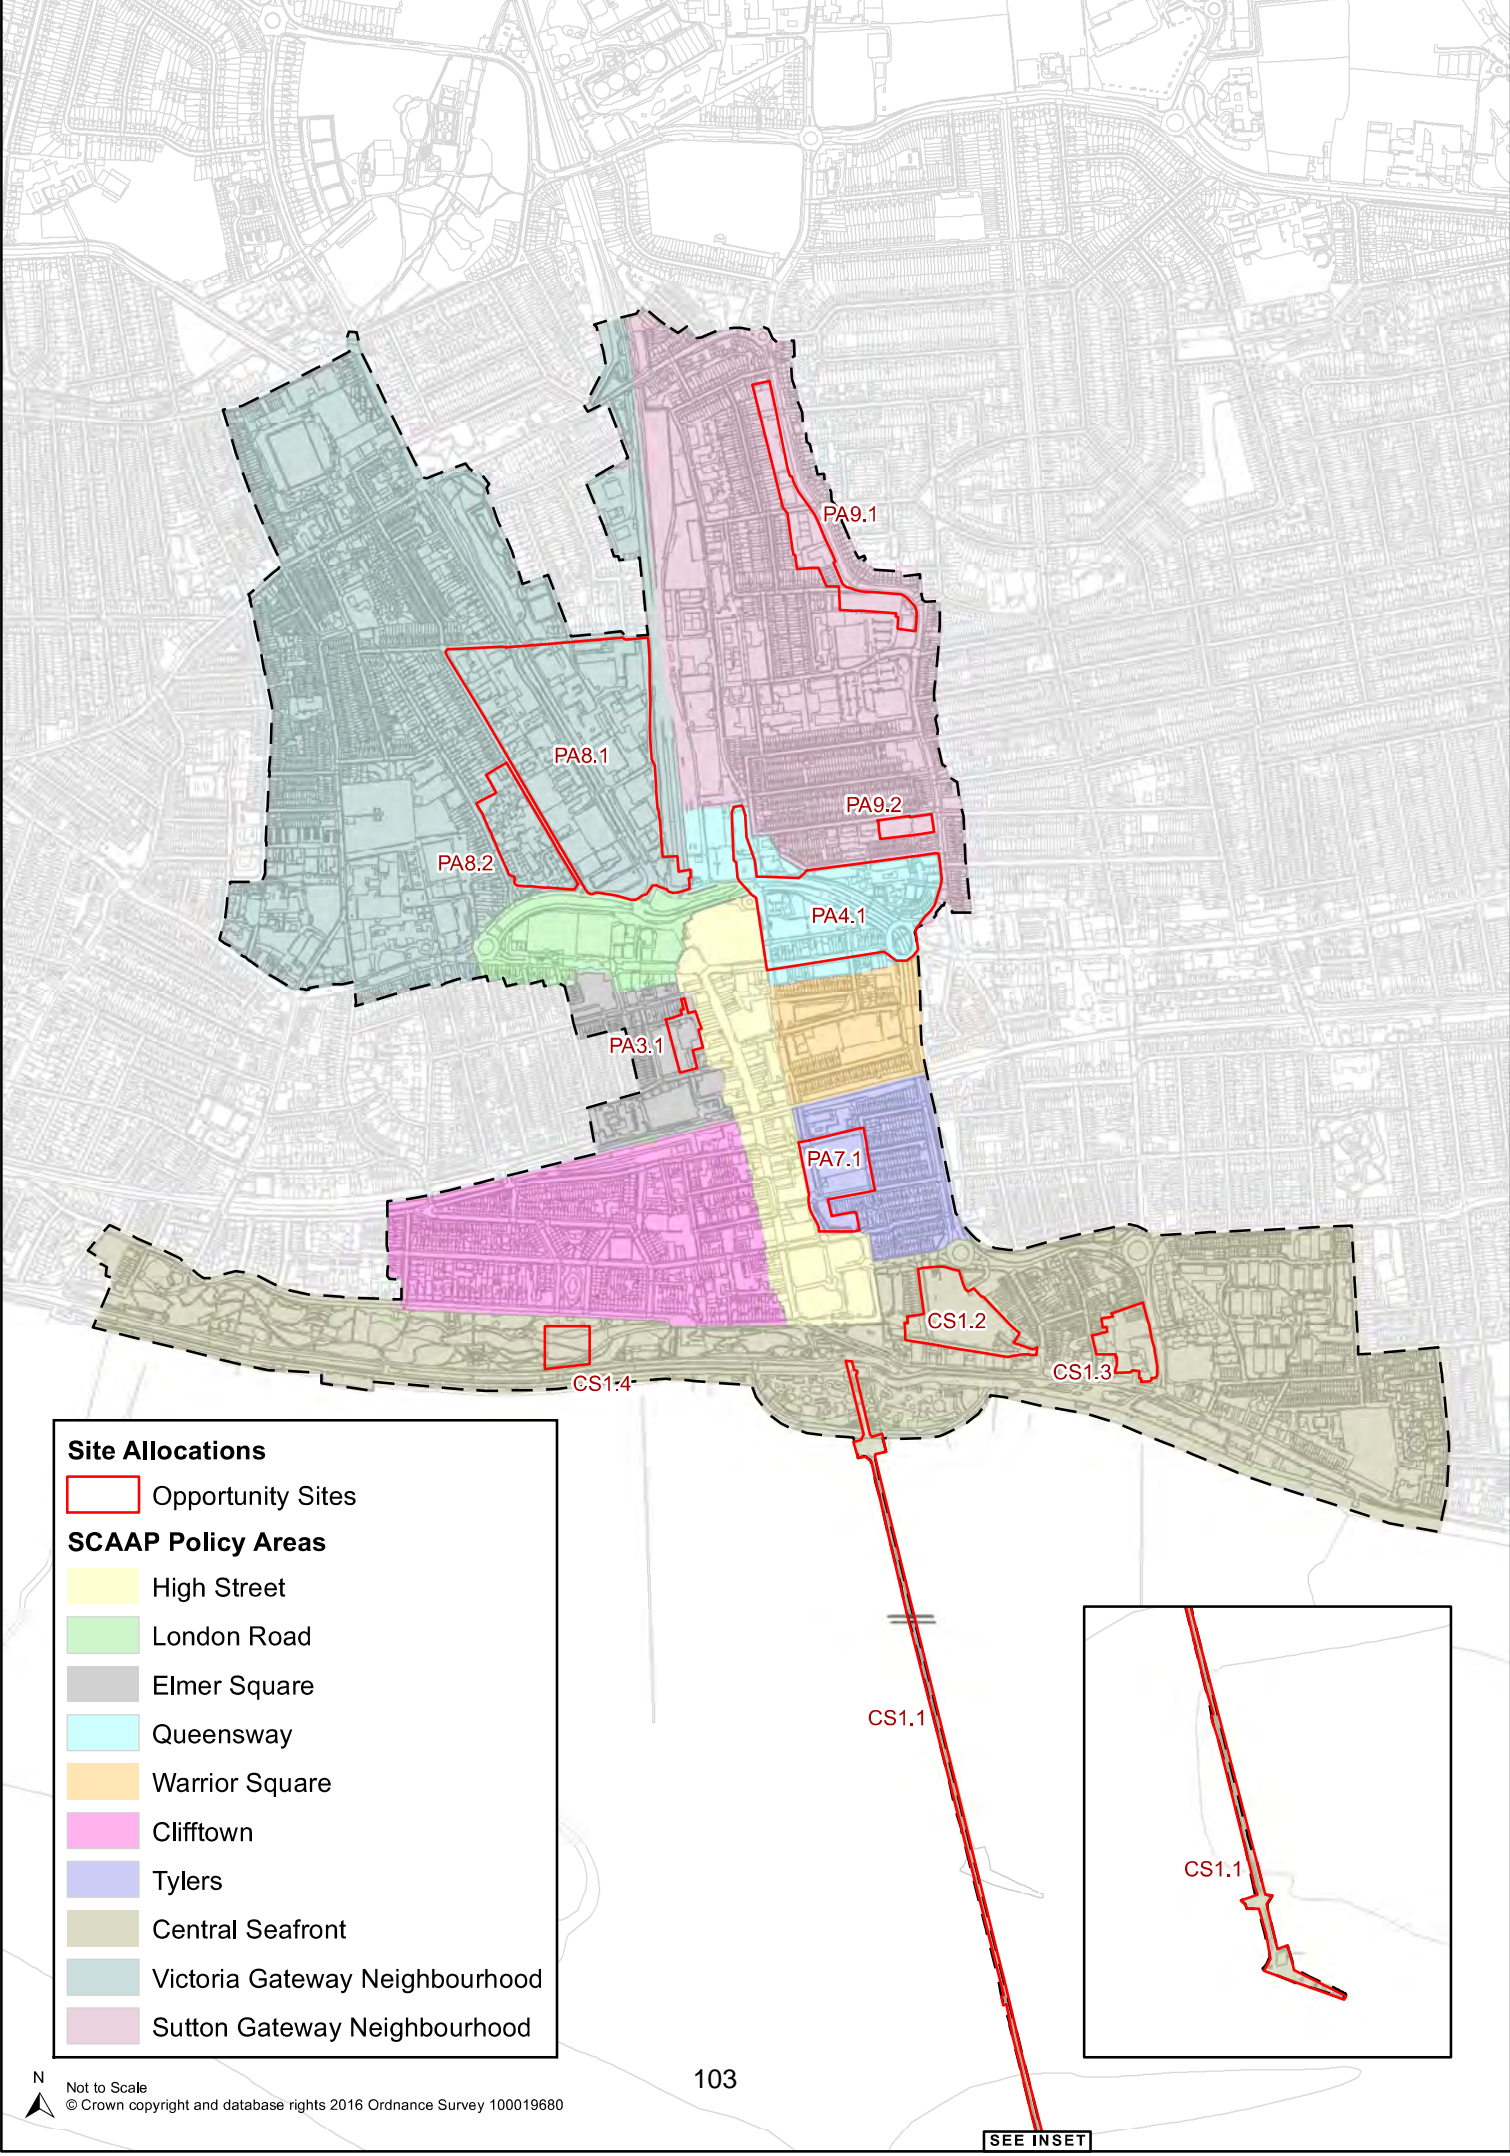 PA9.1
PA8.1
PA9.2
PA8.2
PA4.1
PA3.1
PA7.1
CS1.2
CS1.3
CS1.4
Site Allocations
Opportunity Sites
SCAAP Policy Areas
High Street
London Road
Elmer Square
Queensway
Warrior Square
Clifftown
Tylers
Central Seafront
Victoria Gateway Neighbourhood
Sutton Gateway Neighbourhood
CS1.1
CS1.1
N
Not to Scale
© Crown copyright and database rights 2016 Ordnance Survey 100019680
103
SEE INSET